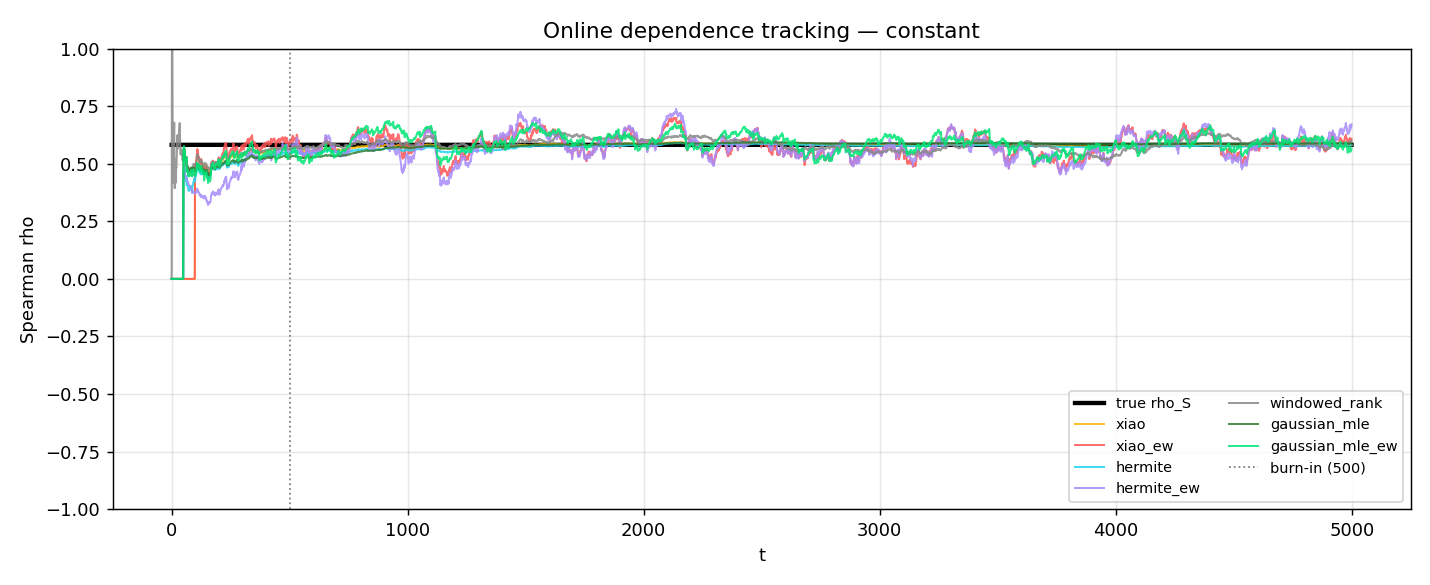 Online dependence tracking — constant
1.00
0.75
0.50
0.25
0.00
−0.25
−0.50
−0.75
−1.00
Spearman rho
true rho_S
xiao
xiao_ew
hermite
hermite_ew
windowed_rank
gaussian_mle
gaussian_mle_ew
burn-in (500)
0 1000 2000 3000 4000 5000
t